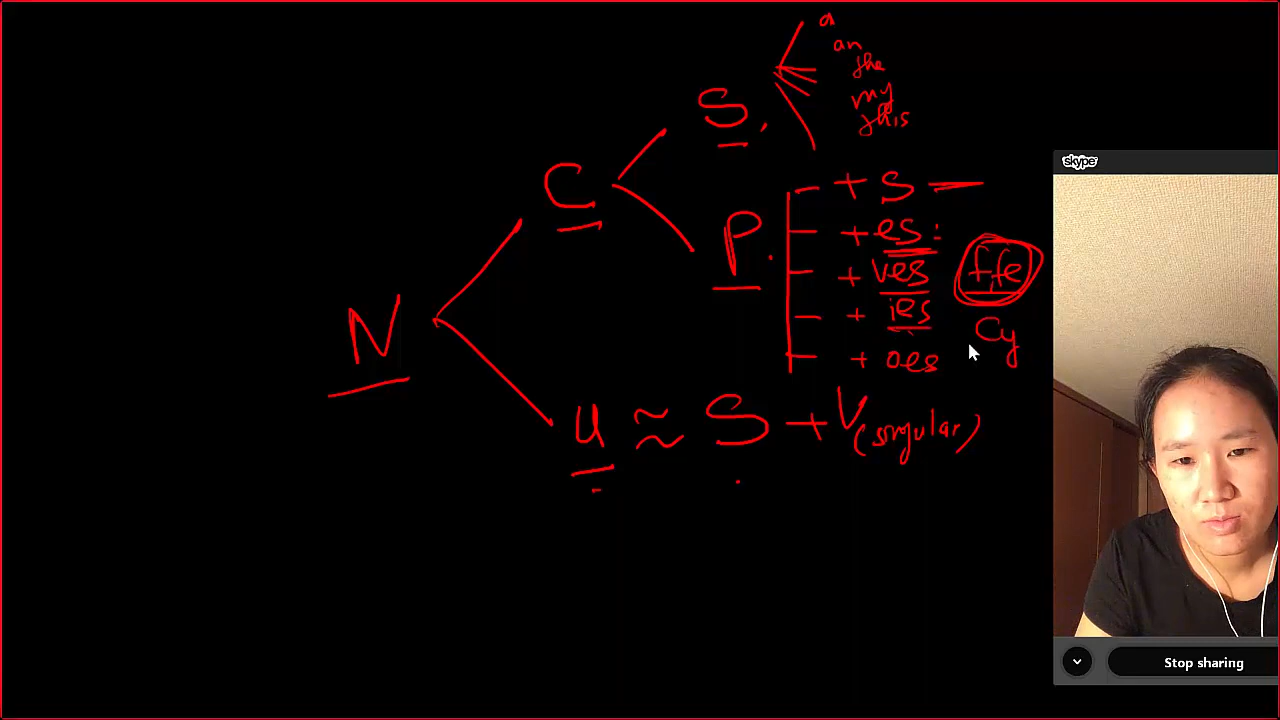 a
an
the
my
this
S,
C
P.
+ S —
+ es :
+ ves f, fe
+ ies Cy
+ oes
N
u ≈ S + V (singular)
skype
Stop sharing